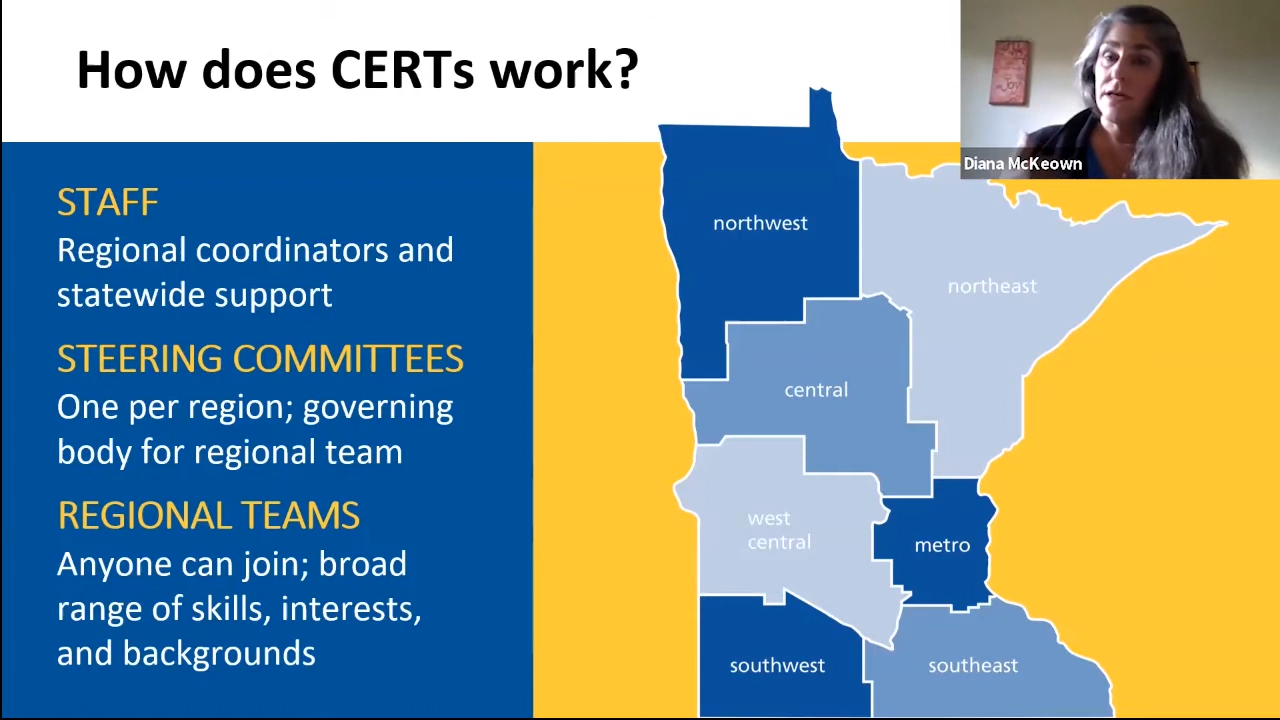 How does CERTs work?
Diana McKeown
STAFF
Regional coordinators and
statewide support
STEERING COMMITTEES
One per region; governing
body for regional team
REGIONAL TEAMS
Anyone can join; broad
range of skills, interests,
and backgrounds
northwest
northeast
central
west
central
metro
southwest
southeast
Joy